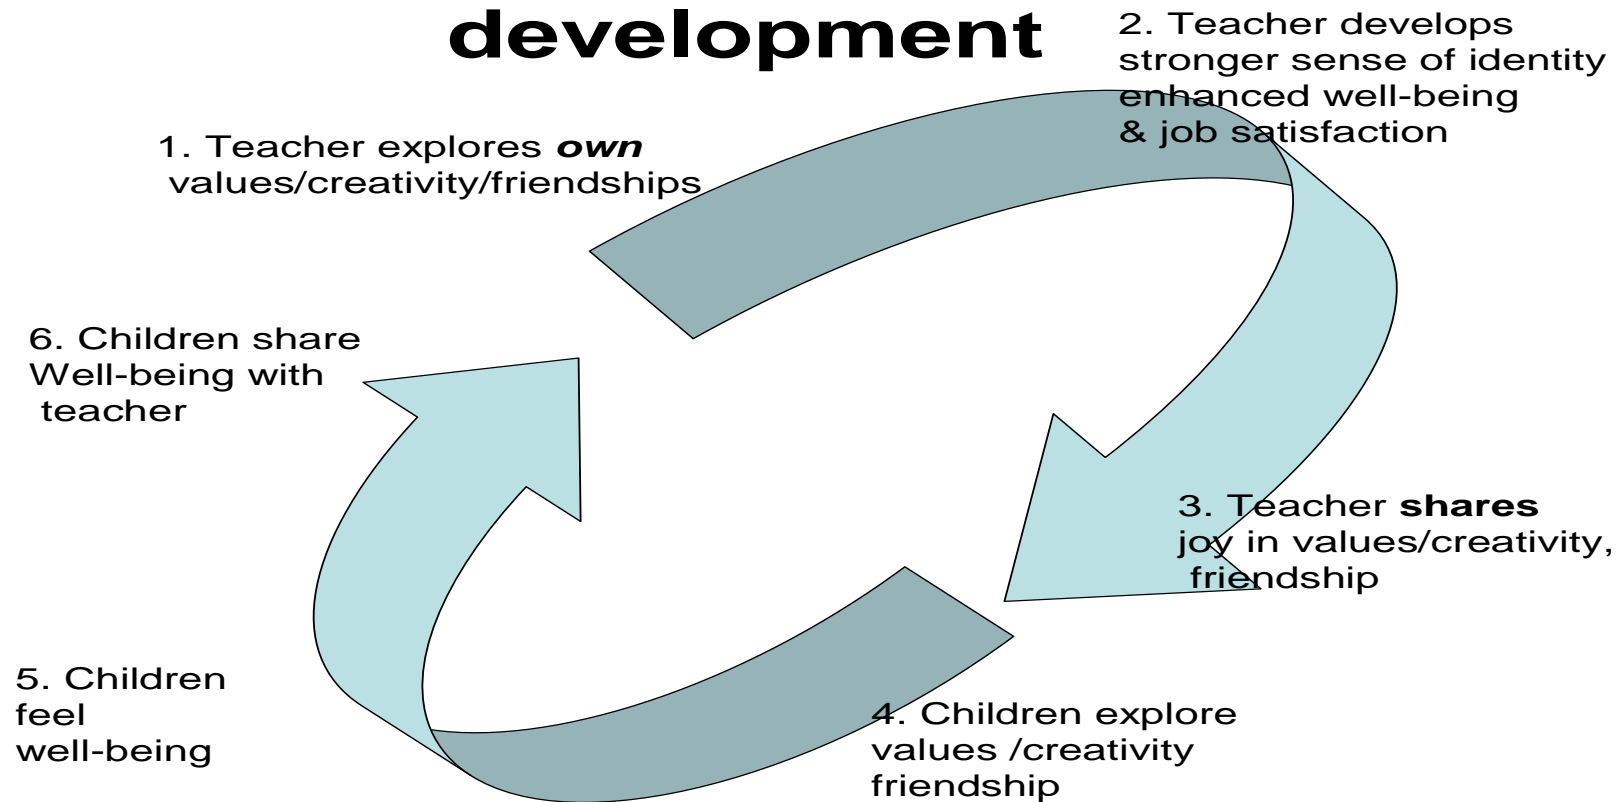 development
1. Teacher explores own
values/creativity/friendships
2. Teacher develops
stronger sense of identity
enhanced well-being
& job satisfaction
3. Teacher shares
joy in values/creativity,
friendship
4. Children explore
values /creativity
friendship
5. Children
feel
well-being
6. Children share
Well-being with
teacher